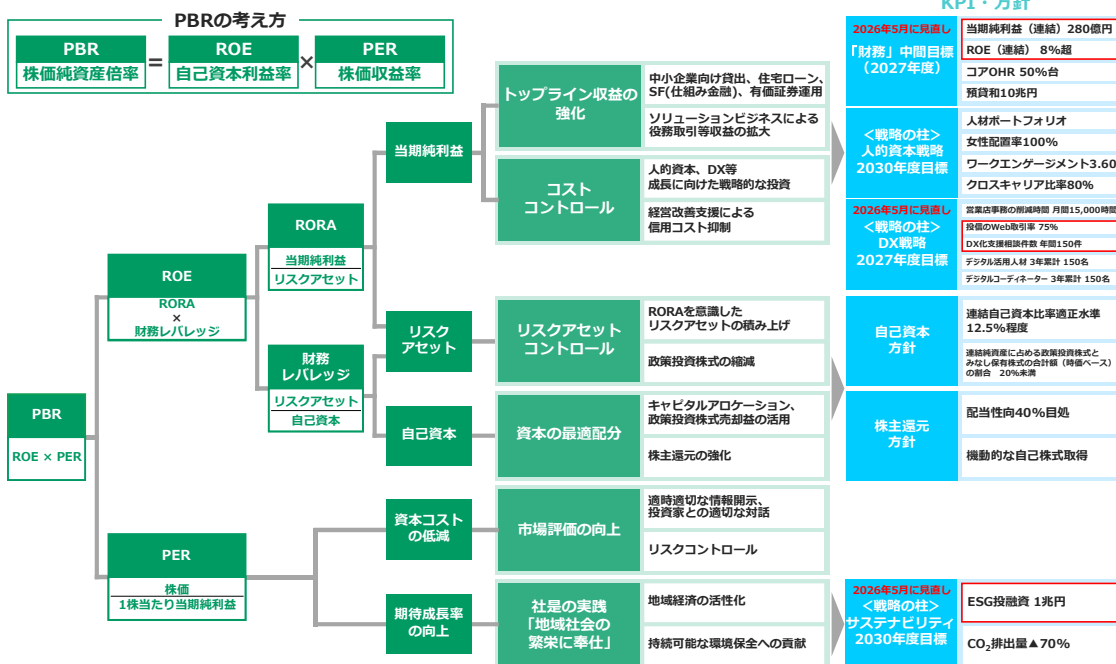 KPI・方針
PBRの考え方
PBR
株価純資産倍率
=
ROE
自己資本利益率
×
PER
株価収益率
PBR
ROE × PER
ROE
RORA
×
財務レバレッジ
PER
株価
1株当たり当期純利益
RORA
当期純利益
リスクアセット
財務
レバレッジ
リスクアセット
自己資本
当期純利益
リスク
アセット
自己資本
資本コスト
の低減
期待成長率
の向上
トップライン収益の
強化
中小企業向け貸出、住宅ローン、
SF(仕組み金融)、有価証券運用
ソリューションビジネスによる
役務取引等収益の拡大
コスト
コントロール
人的資本、DX等
成長に向けた戦略的な投資
経営改善支援による
信用コスト抑制
リスクアセット
コントロール
RORAを意識した
リスクアセットの積み上げ
政策投資株式の縮減
資本の最適配分
キャピタルアロケーション、
政策投資株式売却益の活用
株主還元の強化
市場評価の向上
適時適切な情報開示、
投資家との適切な対話
リスクコントロール
社是の実践
「地域社会の
繁栄に奉仕」
地域経済の活性化
持続可能な環境保全への貢献
2026年5月に見直し
「財務」中間目標
(2027年度)
当期純利益（連結）280億円
ROE（連結） 8%超
コアOHR 50%台
預貸和10兆円
＜戦略の柱＞
人的資本戦略
2030年度目標
人材ポートフォリオ
女性配置率100%
ワークエンゲージメント3.60
クロスキャリア比率80%
2026年5月に見直し
＜戦略の柱＞
DX戦略
2027年度目標
営業店事務の削減時間 月間15,000時間
投信のWeb取引率 75%
DX化支援相談件数 年間150件
デジタル活用人材 3年累計 150名
デジタルコーディネーター 3年累計 150名
自己資本
方針
連結自己資本比率適正水準
12.5%程度
連結純資産に占める政策投資株式と
みなし保有株式の合計額（時価ベース）
の割合 20%未満
株主還元
方針
配当性向40%目処
機動的な自己株式取得
2026年5月に見直し
＜戦略の柱＞
サステナビリティ
2030年度目標
ESG投融資 1兆円
CO₂排出量▲70%